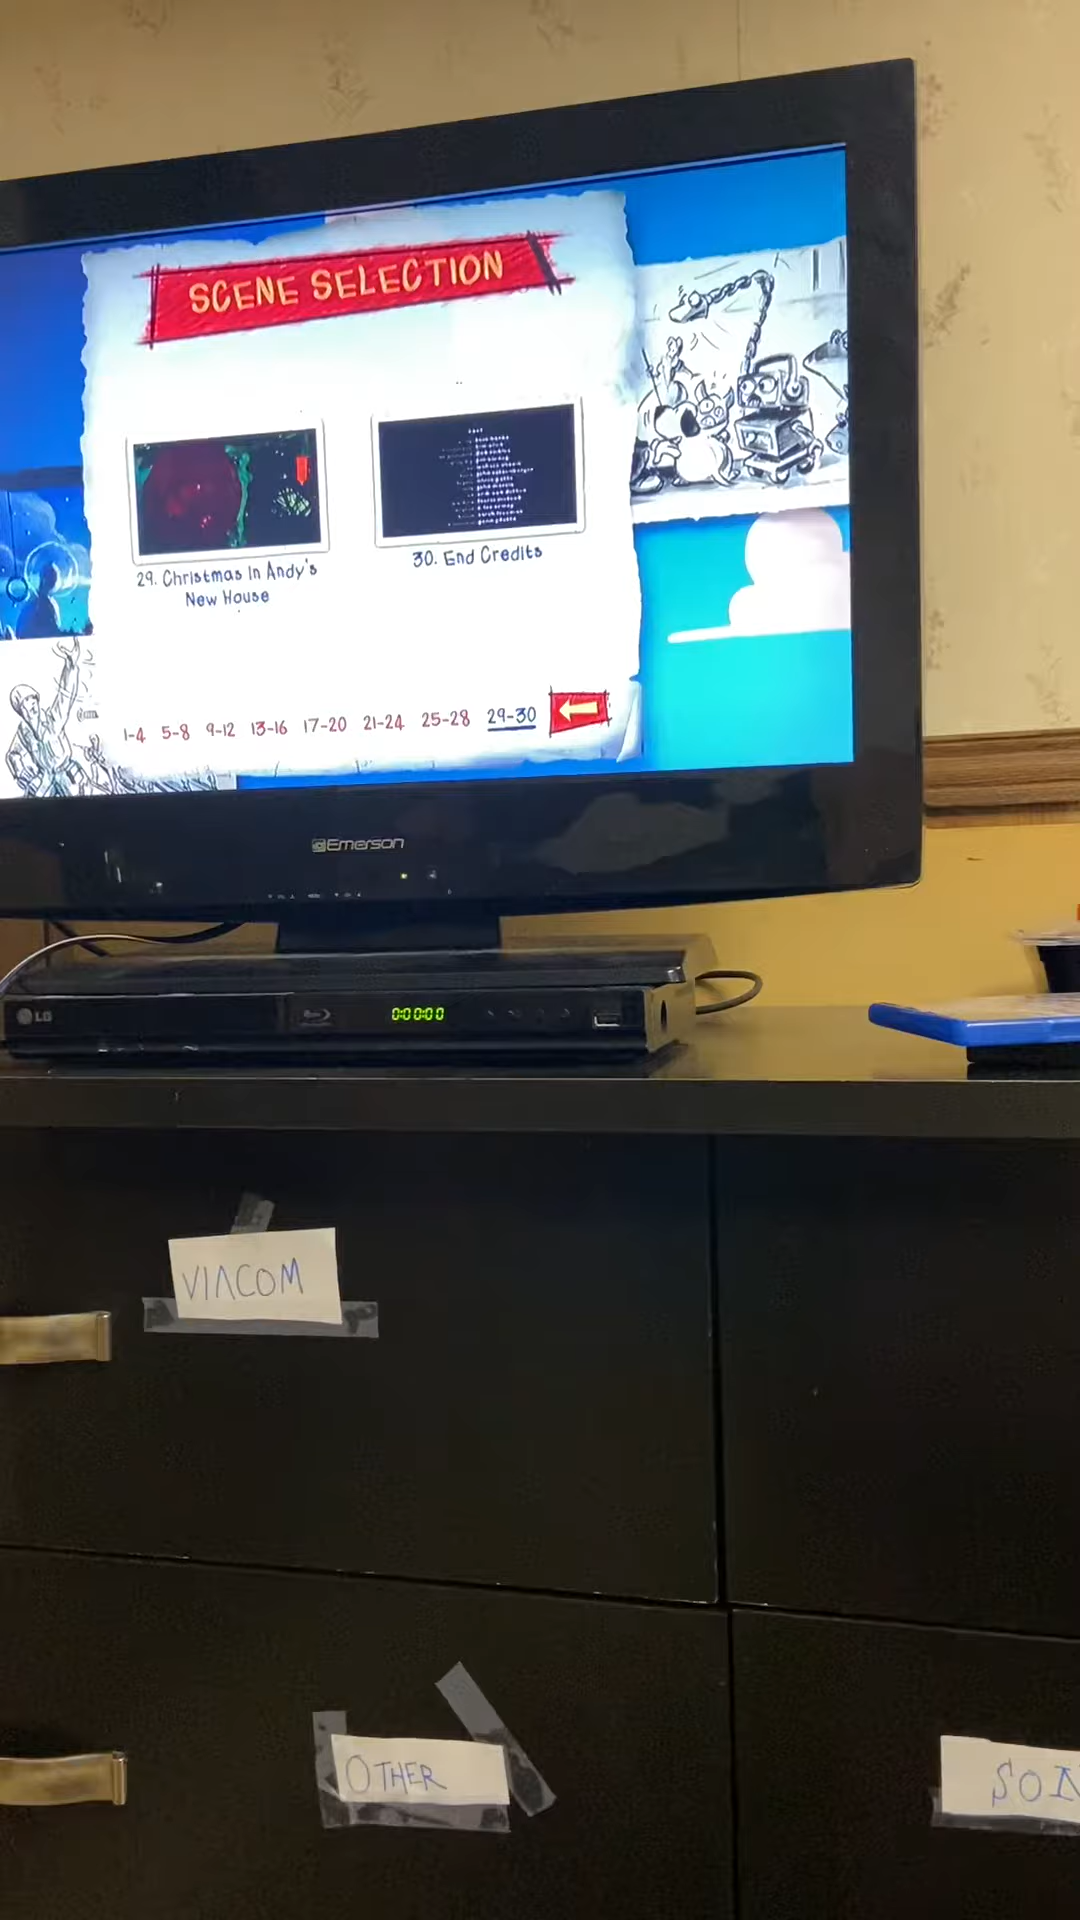 SCENE SELECTION
29. Christmas In Andy's
New House
30. End Credits
1-4 5-8 9-12 13-16 17-20 21-24 25-28 29-30
Emerson
LG
0:00:00
VIACOM
OTHER
SON